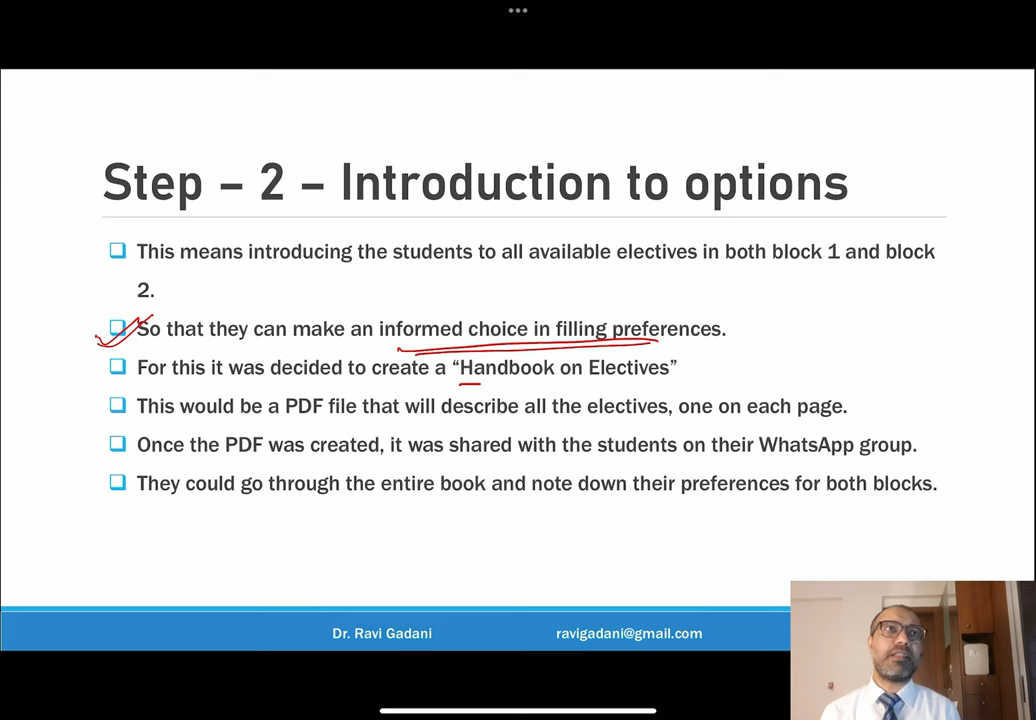 Step – 2 – Introduction to options
This means introducing the students to all available electives in both block 1 and block
2.
So that they can make an informed choice in filling preferences.
For this it was decided to create a “Handbook on Electives”
This would be a PDF file that will describe all the electives, one on each page.
Once the PDF was created, it was shared with the students on their WhatsApp group.
They could go through the entire book and note down their preferences for both blocks.
Dr. Ravi Gadani ravigadani@gmail.com